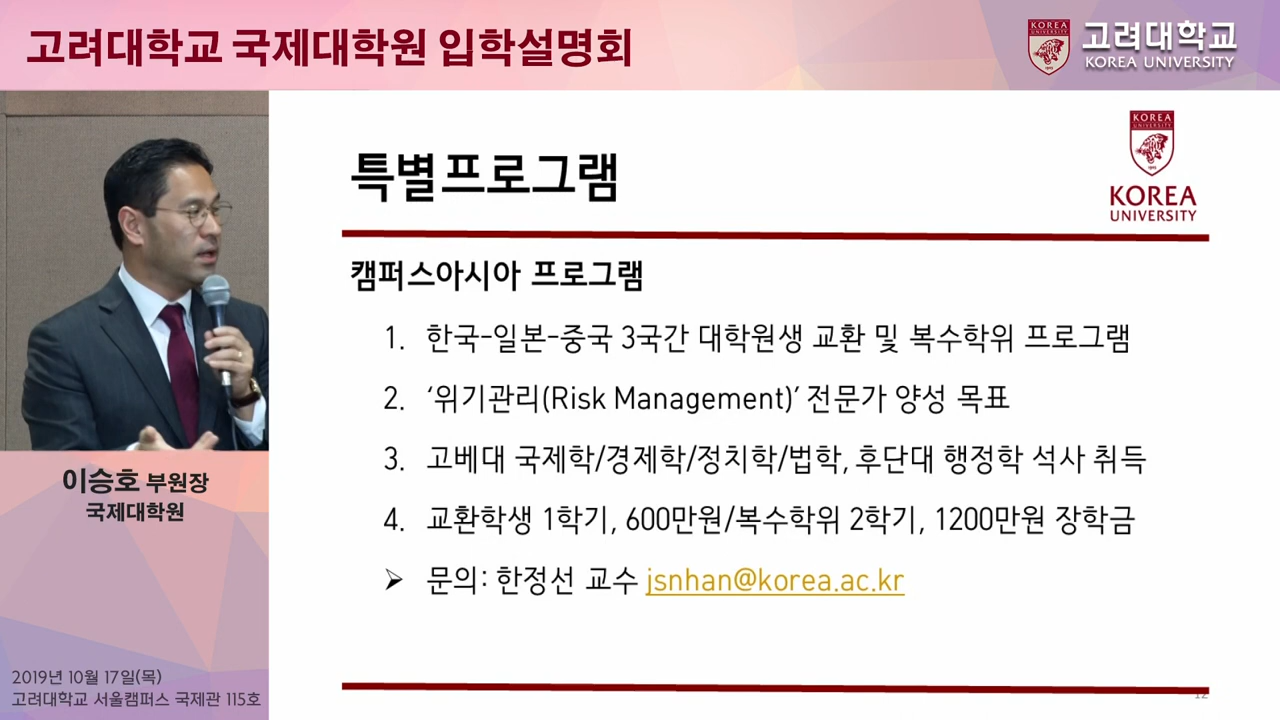 고려대학교 국제대학원 입학설명회
KOREA UNIVERSITY
고려대학교
KOREA UNIVERSITY
특별프로그램
KOREA UNIVERSITY
KOREA
UNIVERSITY
캠퍼스아시아 프로그램
1. 한국-일본-중국 3국간 대학원생 교환 및 복수학위 프로그램
2. ‘위기관리(Risk Management)’ 전문가 양성 목표
3. 고베대 국제학/경제학/정치학/법학, 후단대 행정학 석사 취득
4. 교환학생 1학기, 600만원/복수학위 2학기, 1200만원 장학금
➢ 문의: 한정선 교수 jsnhan@korea.ac.kr
이승호 부원장
국제대학원
2019년 10월 17일(목)
고려대학교 서울캠퍼스 국제관 115호
12